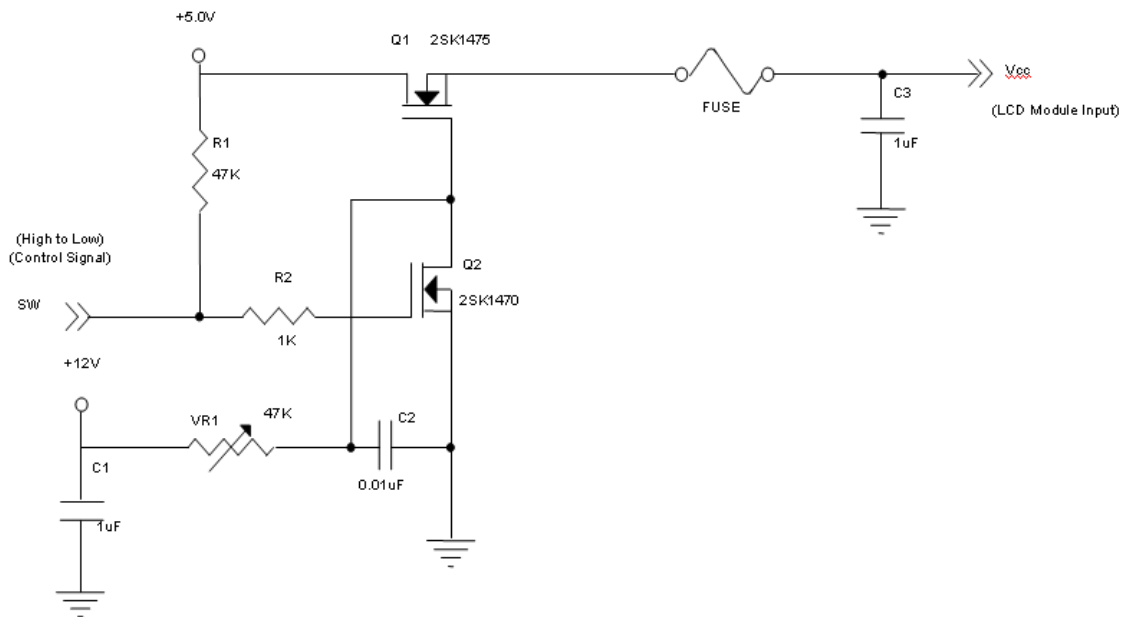 +5.0V
Q1
2SK1475
Vcc
C3
FUSE
(LCD Module Input)
R1
1uF
47K
(High to Low)
(Control Signal)
R2
Q2
SW
2SK1470
1K
+12V
VR1
47K
C2
C1
0.01uF
1uF